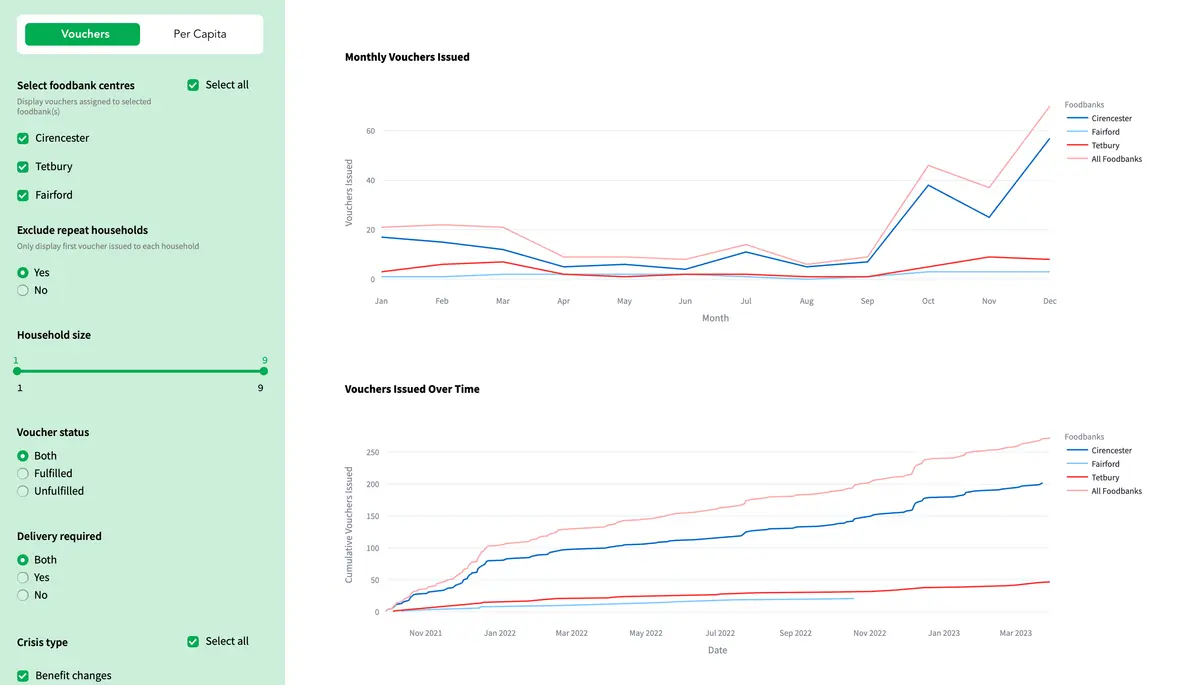 Vouchers
Per Capita
Select foodbank centres
Select all
Display vouchers assigned to selected
foodbank(s)
Cirencester
Tetbury
Fairford
Exclude repeat households
Only display first voucher issued to each household
Yes
No
Household size
1
9
1
9
Voucher status
Both
Fulfilled
Unfulfilled
Delivery required
Both
Yes
No
Crisis type
Select all
Benefit changes
Monthly Vouchers Issued
Vouchers Issued
60
40
20
0
Jan
Feb
Mar
Apr
May
Jun
Jul
Aug
Sep
Oct
Nov
Dec
Month
Foodbanks
Cirencester
Fairford
Tetbury
All Foodbanks
Vouchers Issued Over Time
Cumulative Vouchers Issued
250
200
150
100
50
0
Nov 2021
Jan 2022
Mar 2022
May 2022
Jul 2022
Sep 2022
Nov 2022
Jan 2023
Mar 2023
Date
Foodbanks
Cirencester
Fairford
Tetbury
All Foodbanks